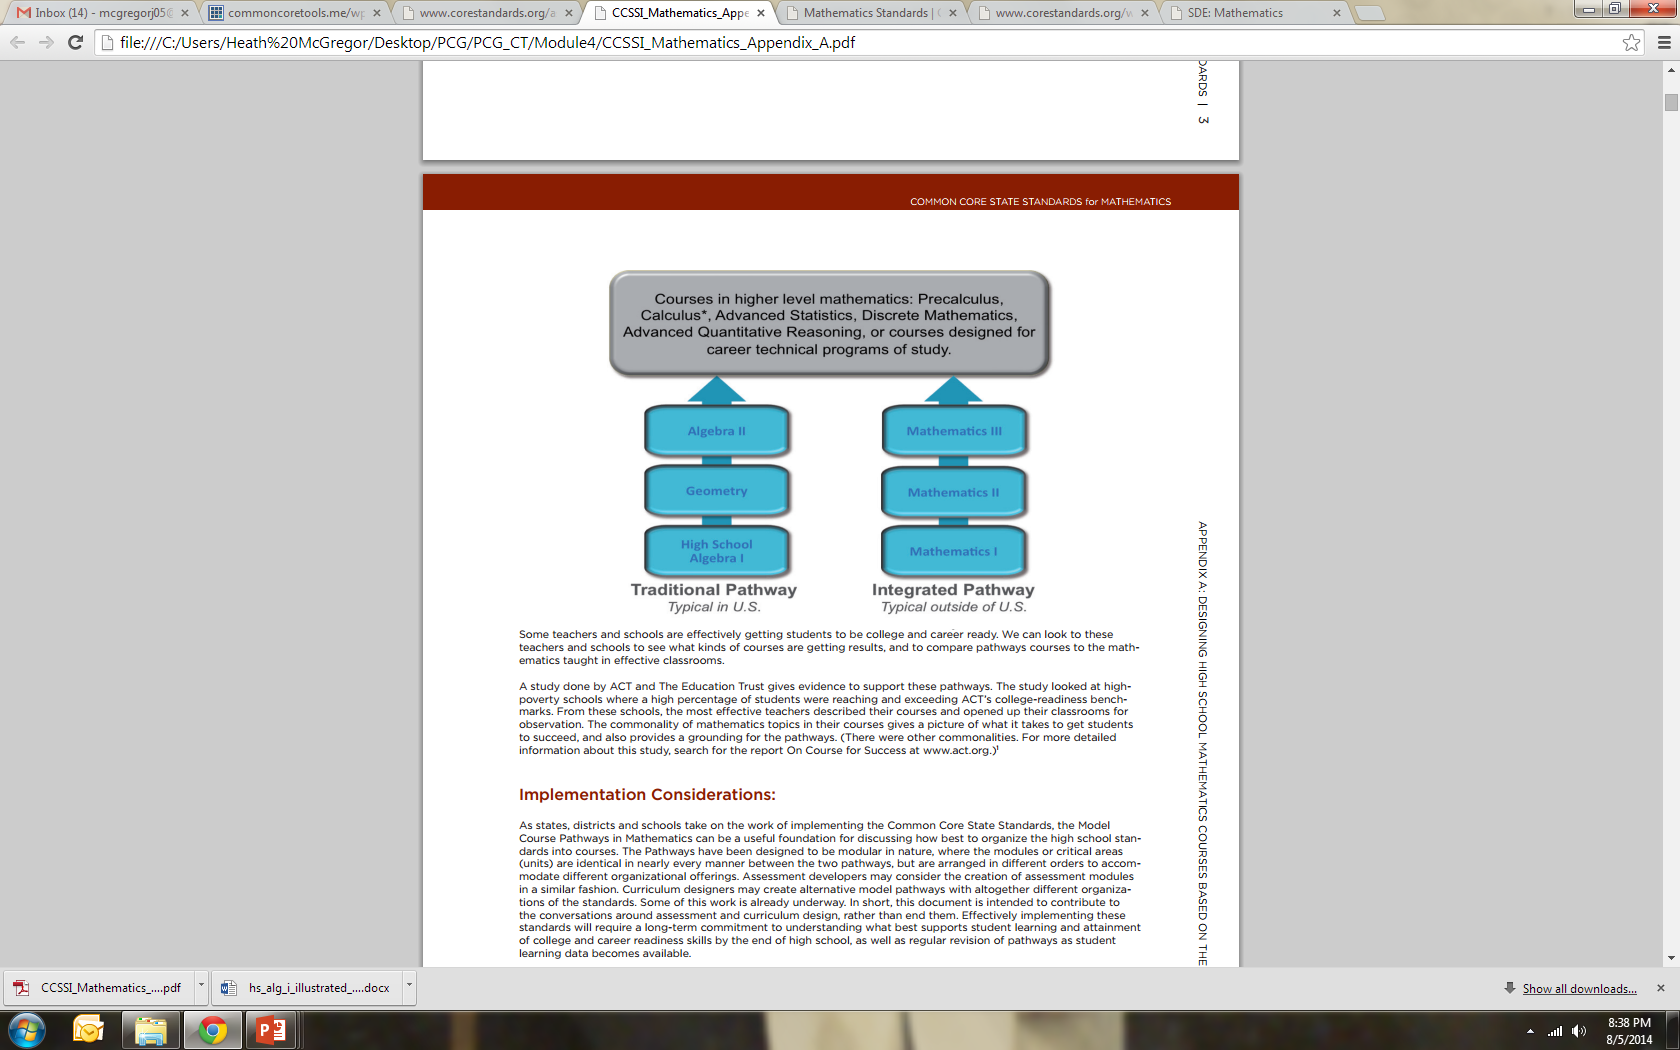 Inbox (14) - mcgregorj05@
commoncoretools.me/wp
www.corestandards.org/a
CCSSI_Mathematics_Appe
Mathematics Standards |
www.corestandards.org/w
SDE: Mathematics
file:///C:/Users/Heath%20McGregor/Desktop/PCG/PCG_CT/Module4/CCSSI_Mathematics_Appendix_A.pdf
DARDS | 3
COMMON CORE STATE STANDARDS for MATHEMATICS
Courses in higher level mathematics: Precalculus,
Calculus*, Advanced Statistics, Discrete Mathematics,
Advanced Quantitative Reasoning, or courses designed for
career technical programs of study.
Algebra II
Geometry
High School
Algebra I
Traditional Pathway
Typical in U.S.
Mathematics III
Mathematics II
Mathematics I
Integrated Pathway
Typical outside of U.S.
Some teachers and schools are effectively getting students to be college and career ready. We can look to these
teachers and schools to see what kinds of courses are getting results, and to compare pathways courses to the math-
ematics taught in effective classrooms.
A study done by ACT and The Education Trust gives evidence to support these pathways. The study looked at high-
poverty schools where a high percentage of students were reaching and exceeding ACT's college-readiness bench-
marks. From these schools, the most effective teachers described their courses and opened up their classrooms for
observation. The commonality of mathematics topics in their courses gives a picture of what it takes to get students
to succeed, and also provides a grounding for the pathways. (There were other commonalities. For more detailed
information about this study, search for the report On Course for Success at www.act.org.)¹
Implementation Considerations:
As states, districts and schools take on the work of implementing the Common Core State Standards, the Model
Course Pathways in Mathematics can be a useful foundation for discussing how best to organize the high school stan-
dards into courses. The Pathways have been designed to be modular in nature, where the modules or critical areas
(units) are identical in nearly every manner between the two pathways, but are arranged in different orders to accom-
modate different organizational offerings. Assessment developers may consider the creation of assessment modules
in a similar fashion. Curriculum designers may create alternative model pathways with altogether different organiza-
tions of the standards. Some of this work is already underway. In short, this document is intended to contribute to
the conversations around assessment and curriculum design, rather than end them. Effectively implementing these
standards will require a long-term commitment to understanding what best supports student learning and attainment
of college and career readiness skills by the end of high school, as well as regular revision of pathways as student
learning data becomes available.
APPENDIX A: DESIGNING HIGH SCHOOL MATHEMATICS COURSES BASED ON THE
CCSSI_Mathematics_....pdf
hs_alg_i_illustrated_....docx
Show all downloads...
8:38 PM
8/5/2014